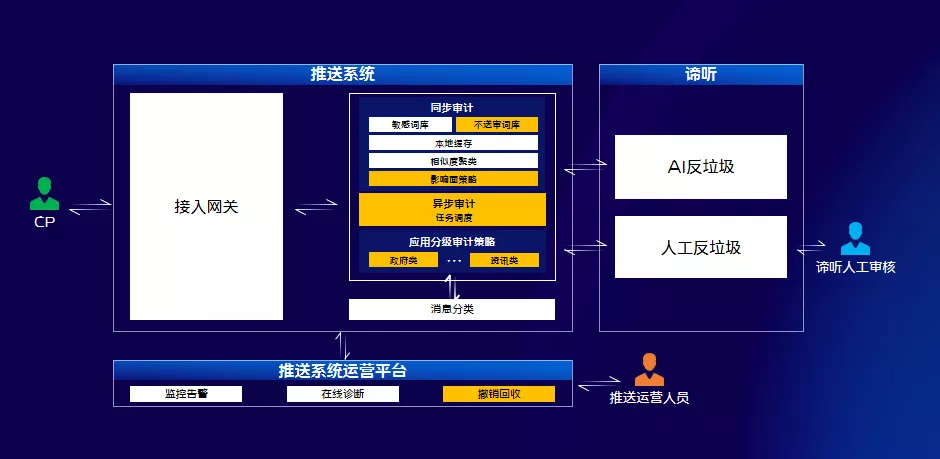 推送系统
谛听
同步审计
敏感词库
不送审词库
本地缓存
相似度聚类
影响面策略
异步审计
任务调度
应用分级审计策略
政府类
•••
资讯类
消息分类
接入网关
CP
AI反垃圾
人工反垃圾
谛听人工审核
推送系统运营平台
监控告警
在线诊断
撤销回收
推送运营人员